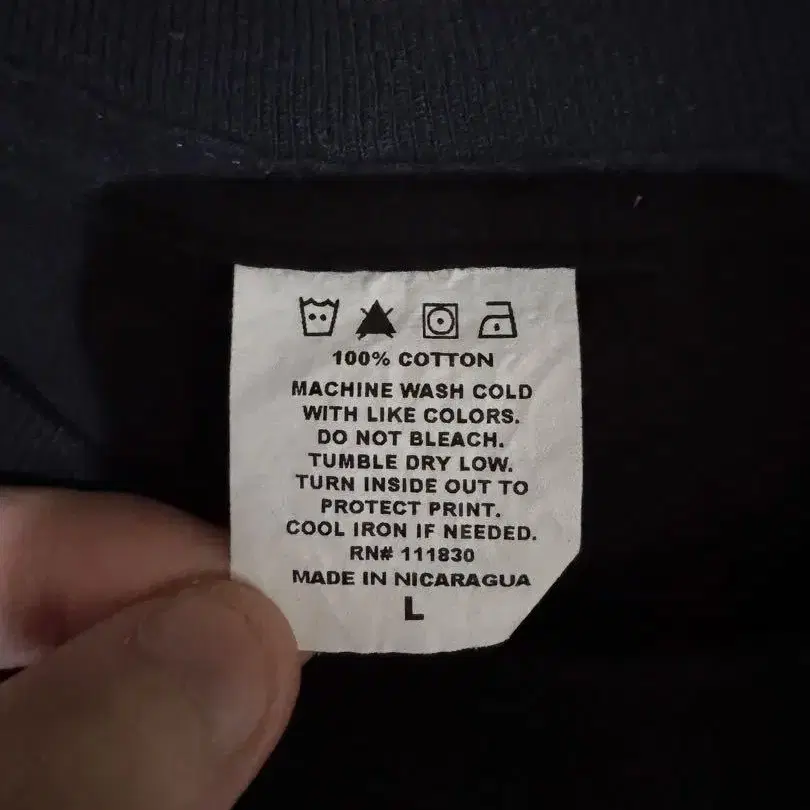 100% COTTON
MACHINE WASH COLD
WITH LIKE COLORS.
DO NOT BLEACH.
TUMBLE DRY LOW.
TURN INSIDE OUT TO
PROTECT PRINT.
COOL IRON IF NEEDED.
RN# 111830
MADE IN NICARAGUA
L